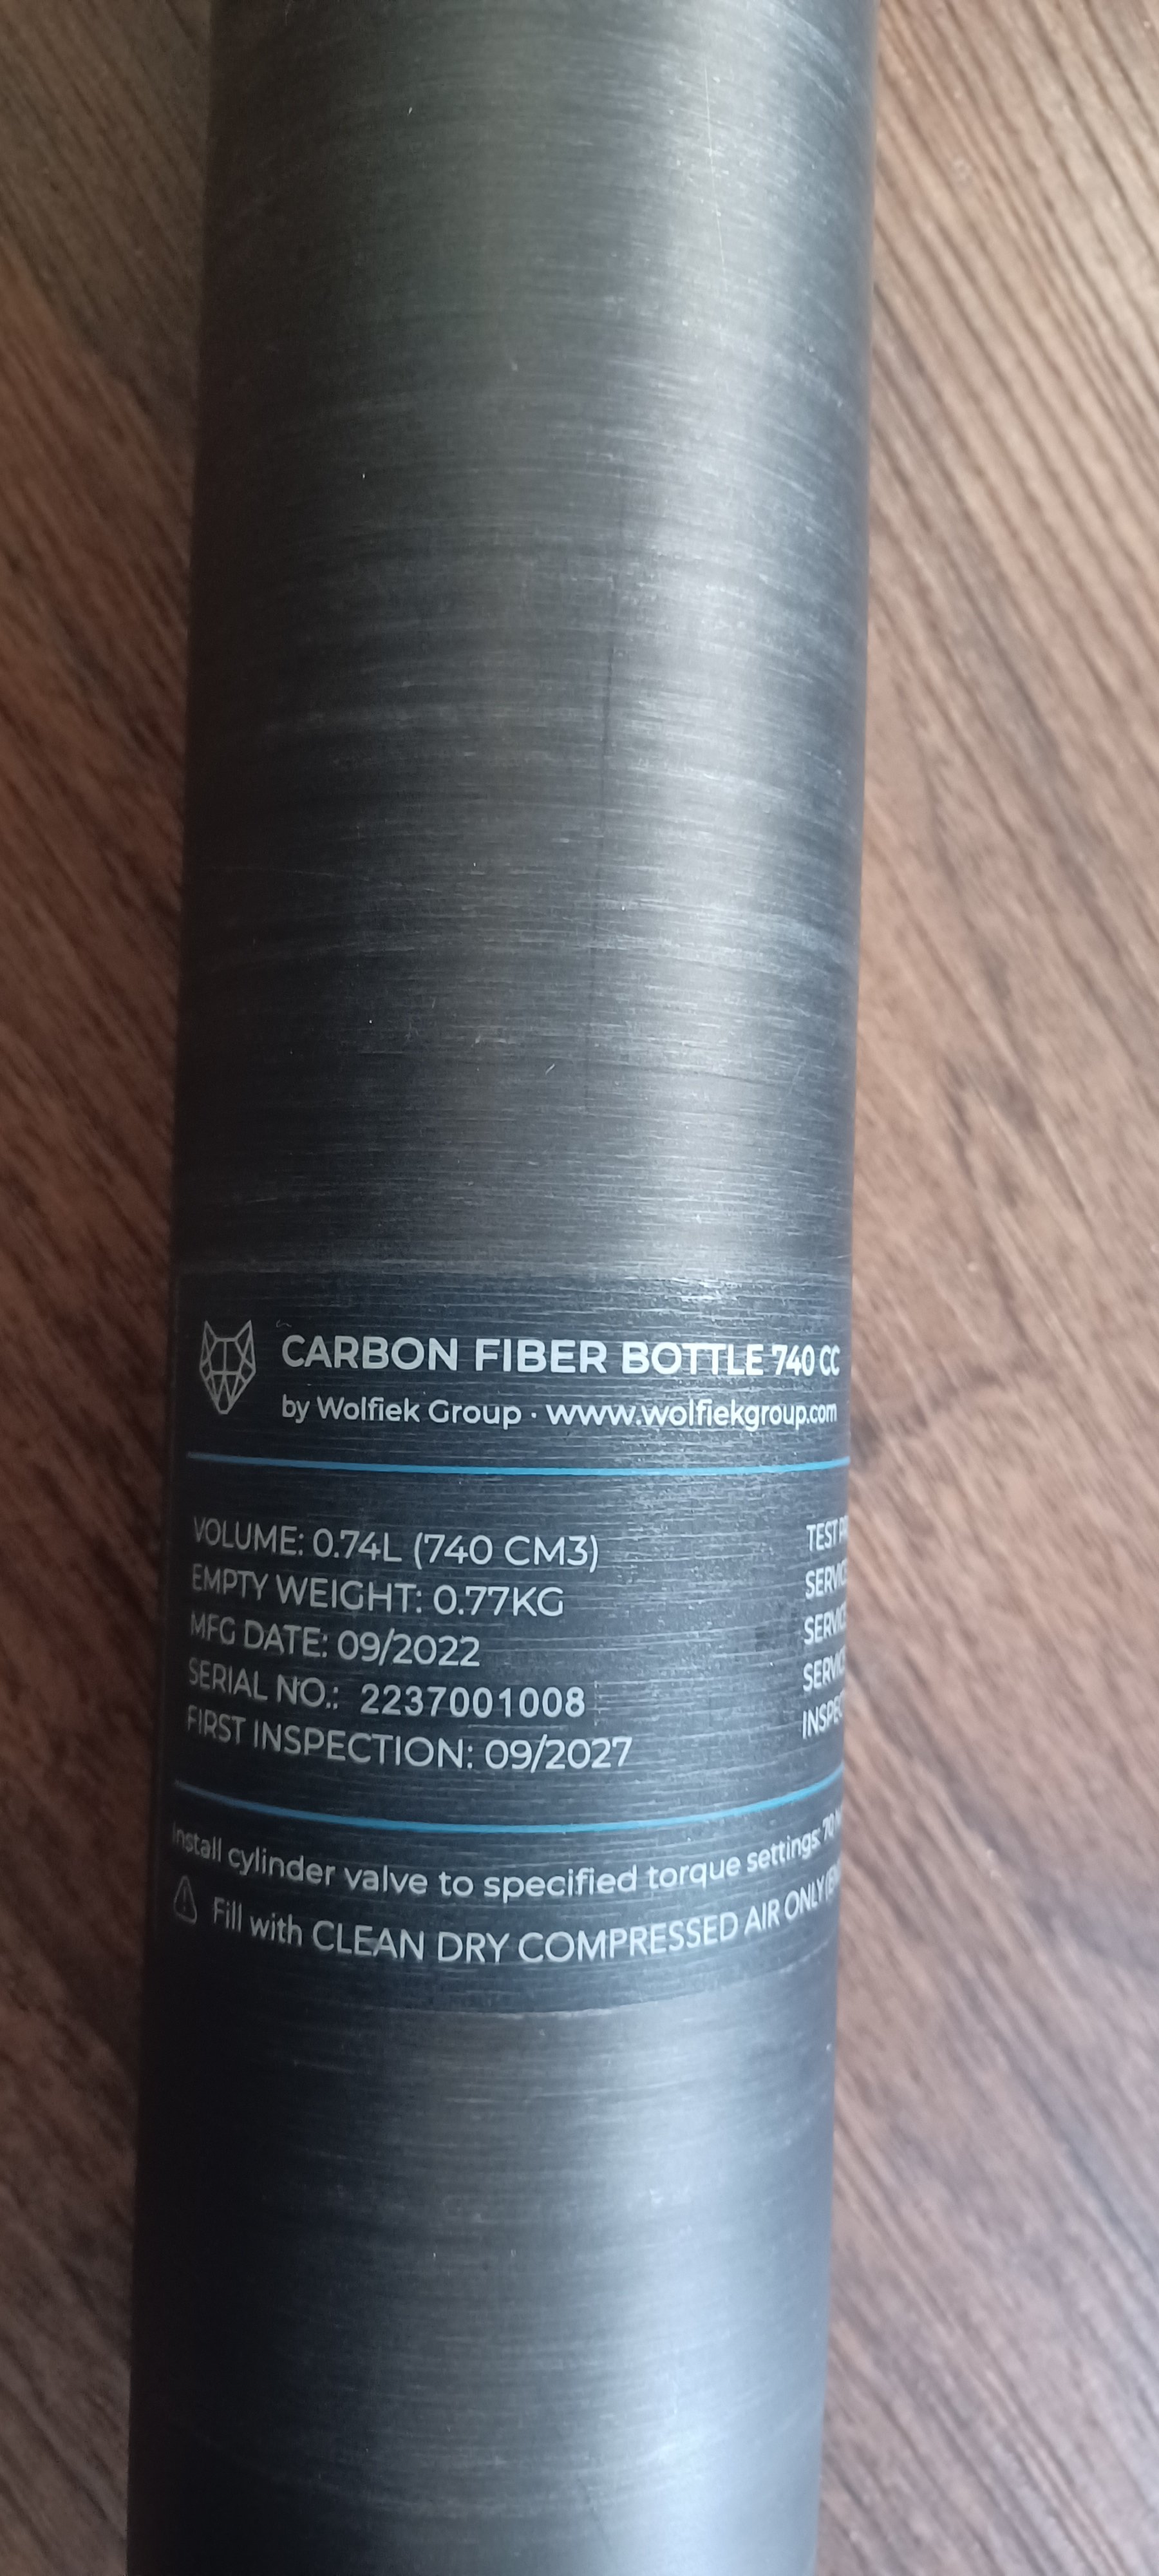 CARBON FIBER BOTTLE 740 CC
by Wolfiek Group · www.wolfiekgroup.com
VOLUME: 0.74L (740 CM3)
TEST
EMPTY WEIGHT: 0.77KG
MFG DATE: 09/2022
SERIAL NO.: 2237001008
FIRST INSPECTION: 09/2027
Install cylinder valve to specified torque settings: 70
Fill with CLEAN DRY COMPRESSED AIR ONLY